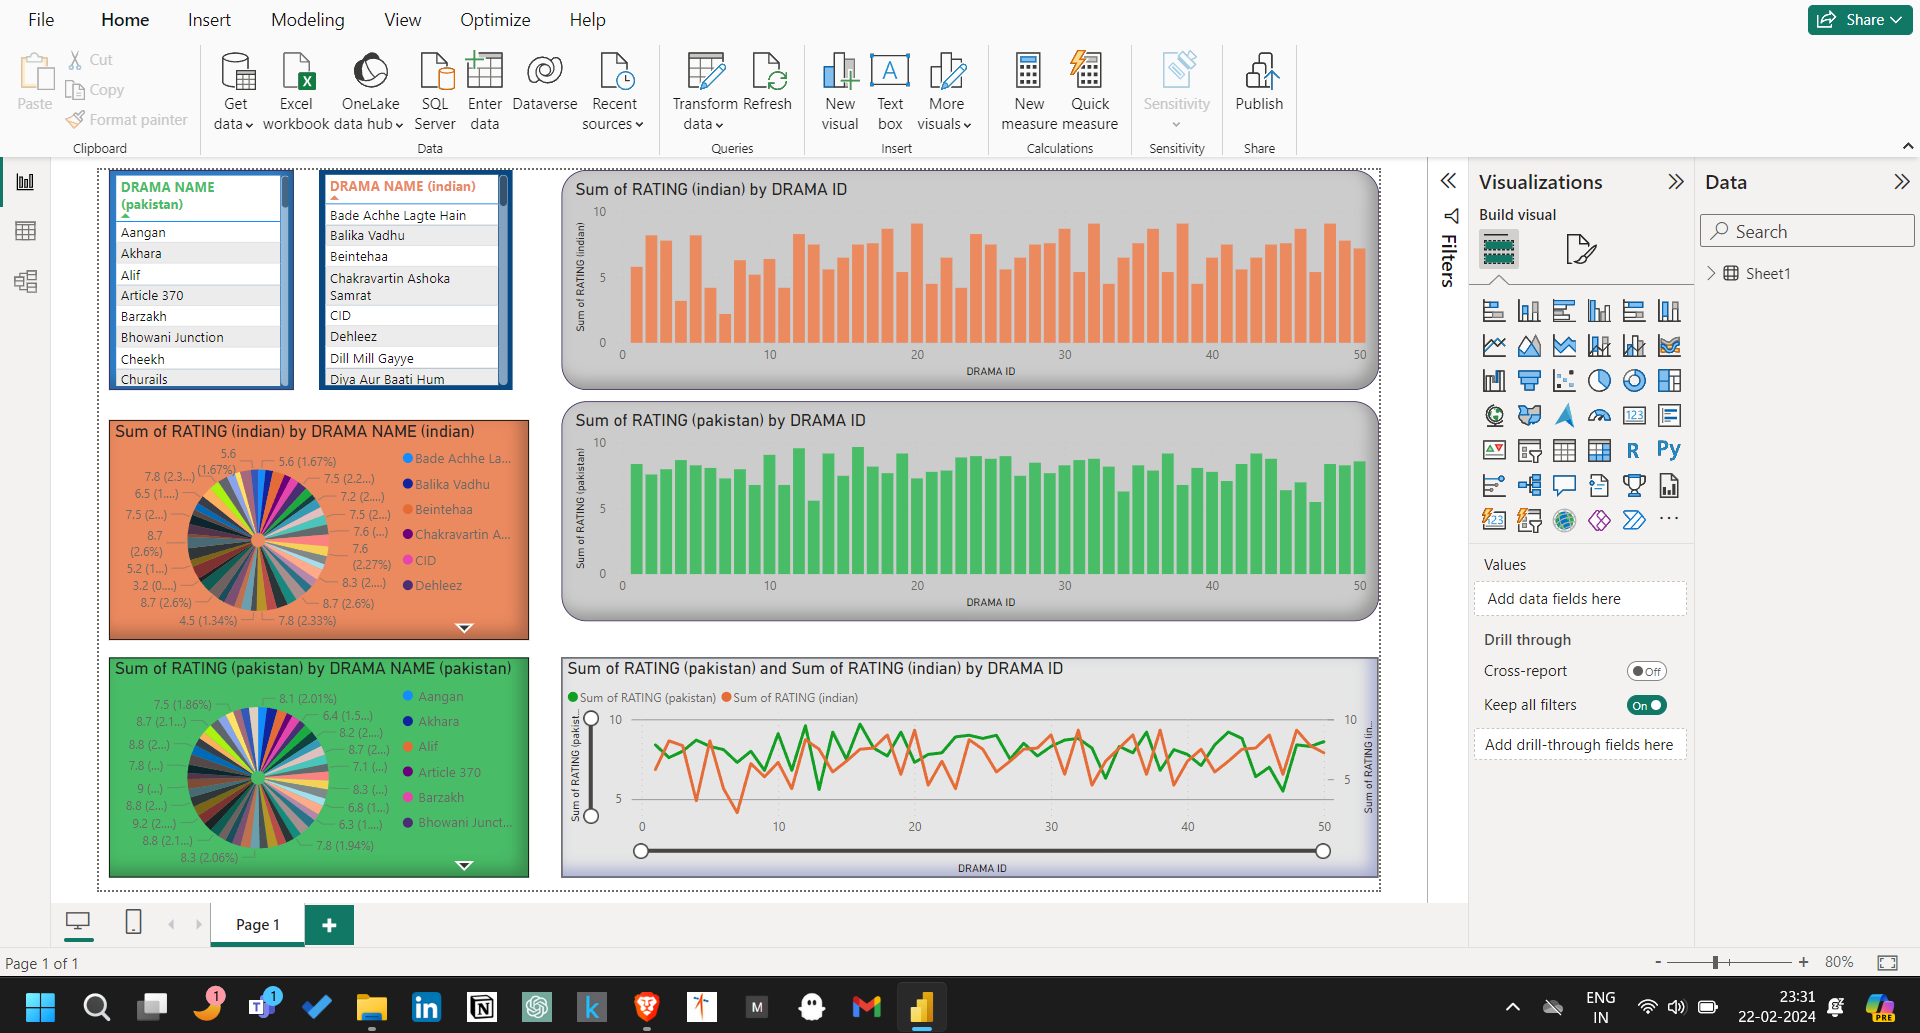 File Home Insert Modeling View Optimize Help
Share
Paste
Cut
Copy
Format painter
Clipboard
Get data
Excel workbook
OneLake data hub
SQL Server
Enter data
Dataverse
Recent sources
Data
Transform data
Refresh
Queries
New visual
Text box
More visuals
Insert
New measure
Quick measure
Calculations
Sensitivity
Sensitivity
Publish
Share
DRAMA NAME
(pakistan)
Aangan
Akhara
Alif
Article 370
Barzakh
Bhowani Junction
Cheekh
Churails
DRAMA NAME (indian)
Bade Achhe Lagte Hain
Balika Vadhu
Beintehaa
Chakravartin Ashoka
Samrat
CID
Dehleez
Dill Mill Gayye
Diya Aur Baati Hum
Sum of RATING (indian) by DRAMA ID
Sum of RATING (indian)
10
5
0
0 10 20 30 40 50
DRAMA ID
Sum of RATING (pakistan) by DRAMA ID
Sum of RATING (pakistan)
10
5
0
0 10 20 30 40 50
DRAMA ID
Sum of RATING (indian) by DRAMA NAME (indian)
5.6
(1.67%)
7.8 (2.3...)
6.5 (1....)
7.5 (2...)
8.7
(2.6%)
5.2 (1...)
3.2 (0....)
8.7 (2.6%)
4.5 (1.34%)
5.6 (1.67%)
7.5 (2.2...)
7.2 (2....)
7.5 (2...)
7.6 (...)
7.6
(2.27%)
8.3 (2....)
8.7 (2.6%)
7.8 (2.33%)
Bade Achhe La...
Balika Vadhu
Beintehaa
Chakravartin A...
CID
Dehleez
Sum of RATING (pakistan) by DRAMA NAME (pakistan)
7.5 (1.86%)
8.7 (2.1...)
8.8 (2...)
7.8 (...)
9 (...)
8.8 (2...)
9.2 (2....)
8.8 (2.1...)
8.3 (2.06%)
8.1 (2.01%)
6.4 (1.5...)
8.2 (2....)
8.7 (2...)
7.1 (...)
8.3 (...)
6.8 (1...)
6.3 (1....)
7.8 (1.94%)
Aangan
Akhara
Alif
Article 370
Barzakh
Bhowani Junct...
Sum of RATING (pakistan) and Sum of RATING (indian) by DRAMA ID
Sum of RATING (pakistan) Sum of RATING (indian)
Sum of RATING (pakist...
10
5
10
5
Sum of RATING (in...
0 10 20 30 40 50
DRAMA ID
Filters
Visualizations
Build visual
R Py
123
123
Values
Add data fields here
Drill through
Cross-report
Off
Keep all filters
On
Add drill-through fields here
Data
Search
Sheet1
Page 1
+
Page 1 of 1
- + 80%
1
T 1
in
N
k
M
ENG
IN
23:31
22-02-2024
PRE